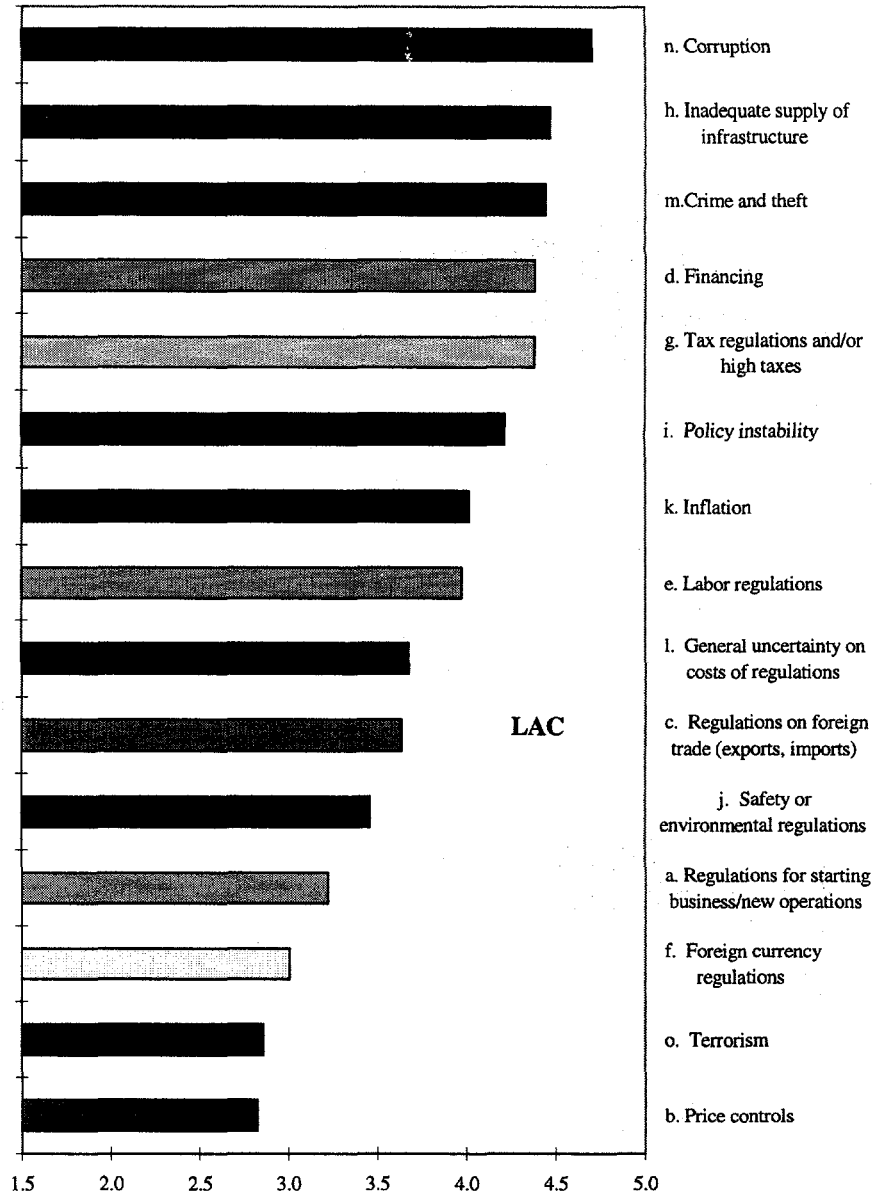 n. Corruption
h. Inadequate supply of
infrastructure
m.Crime and theft
d. Financing
g. Tax regulations and/or
high taxes
i. Policy instability
k. Inflation
e. Labor regulations
l. General uncertainty on
costs of regulations
LAC
c. Regulations on foreign
trade (exports, imports)
j. Safety or
environmental regulations
a. Regulations for starting
business/new operations
f. Foreign currency
regulations
o. Terrorism
b. Price controls
1.5 2.0 2.5 3.0 3.5 4.0 4.5 5.0